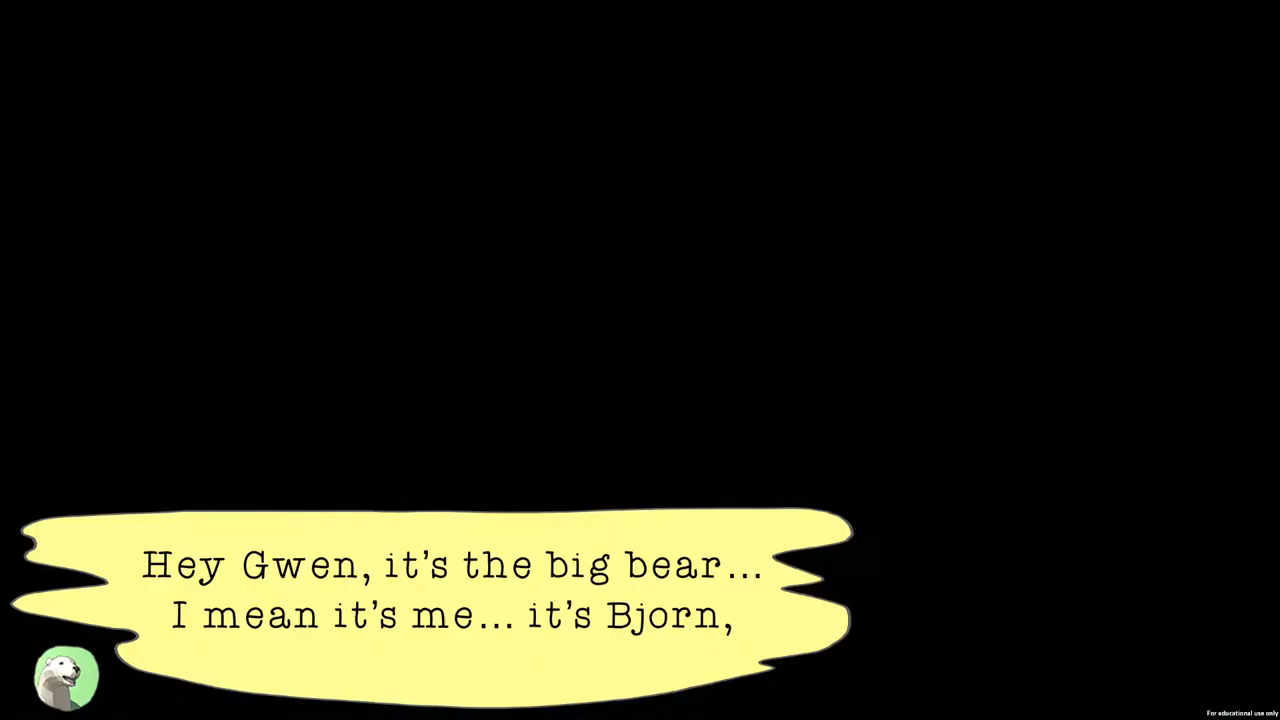 Hey Gwen, it's the big bear...
I mean it's me... it's Bjorn,
For educational use only